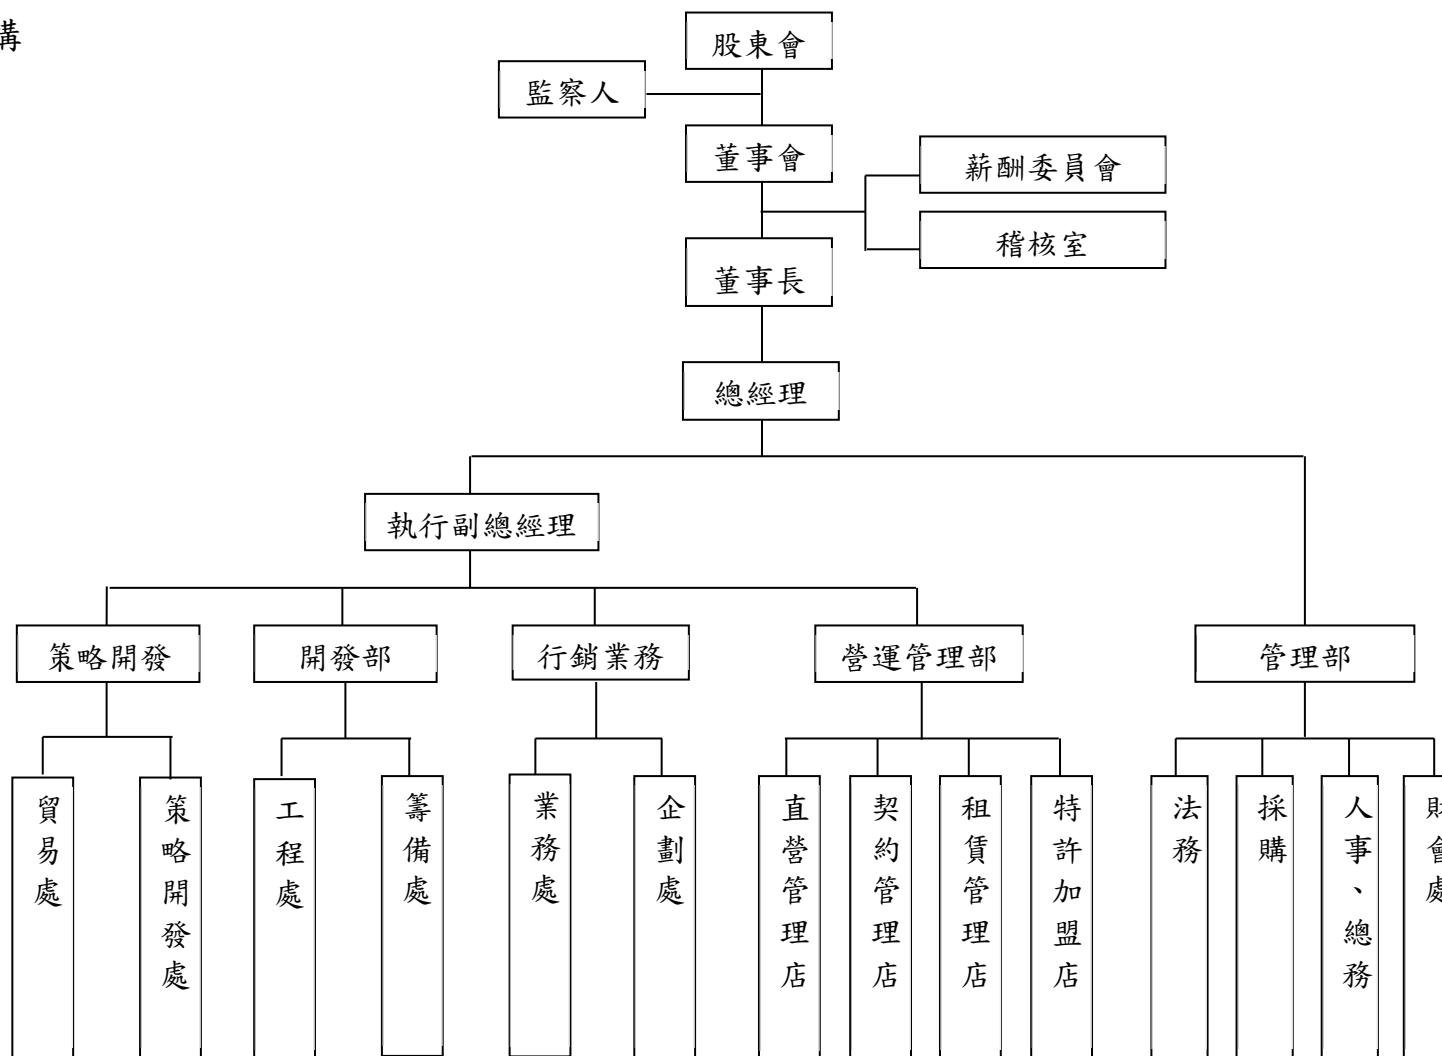 構
股東會
監察人
董事會
薪酬委員會
稽核室
董事長
總經理
執行副總經理
策略開發
開發部
行銷業務
營運管理部
管理部
貿易處
策略開發處
工程處
籌備處
業務處
企劃處
直營管理店
契約管理店
租賃管理店
特許加盟店
法務
採購
人事、總務
財會處